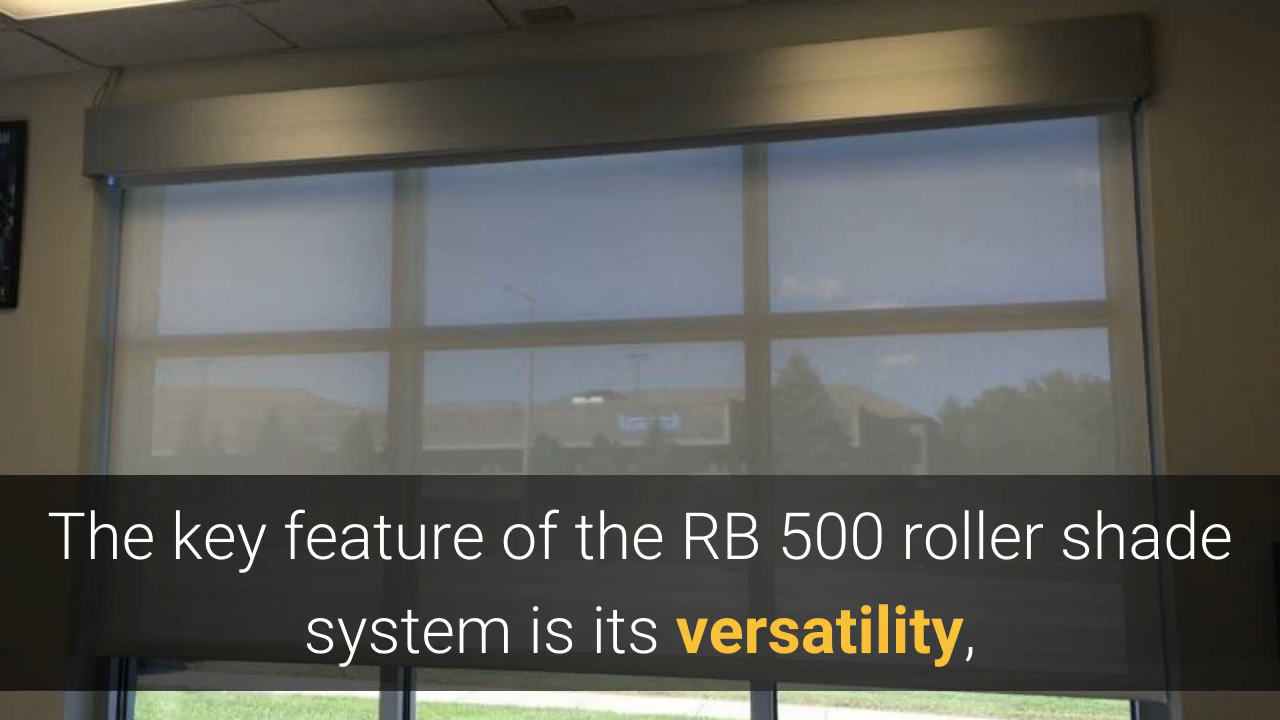 The key feature of the RB 500 roller shade
system is its versatility,